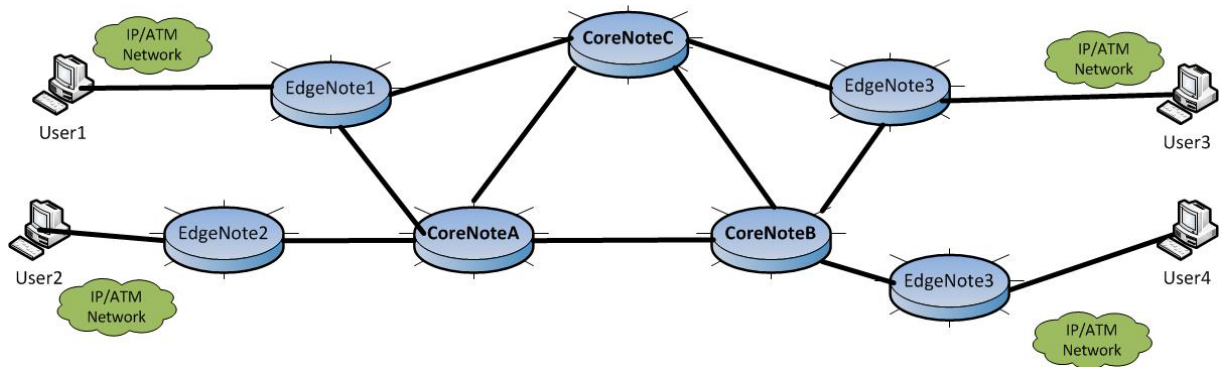 IP/ATM
Network
CoreNoteC
IP/ATM
Network
EdgeNote1
EdgeNote3
User1
User3
EdgeNote2
CoreNoteA
CoreNoteB
EdgeNote3
User2
User4
IP/ATM
Network
IP/ATM
Network